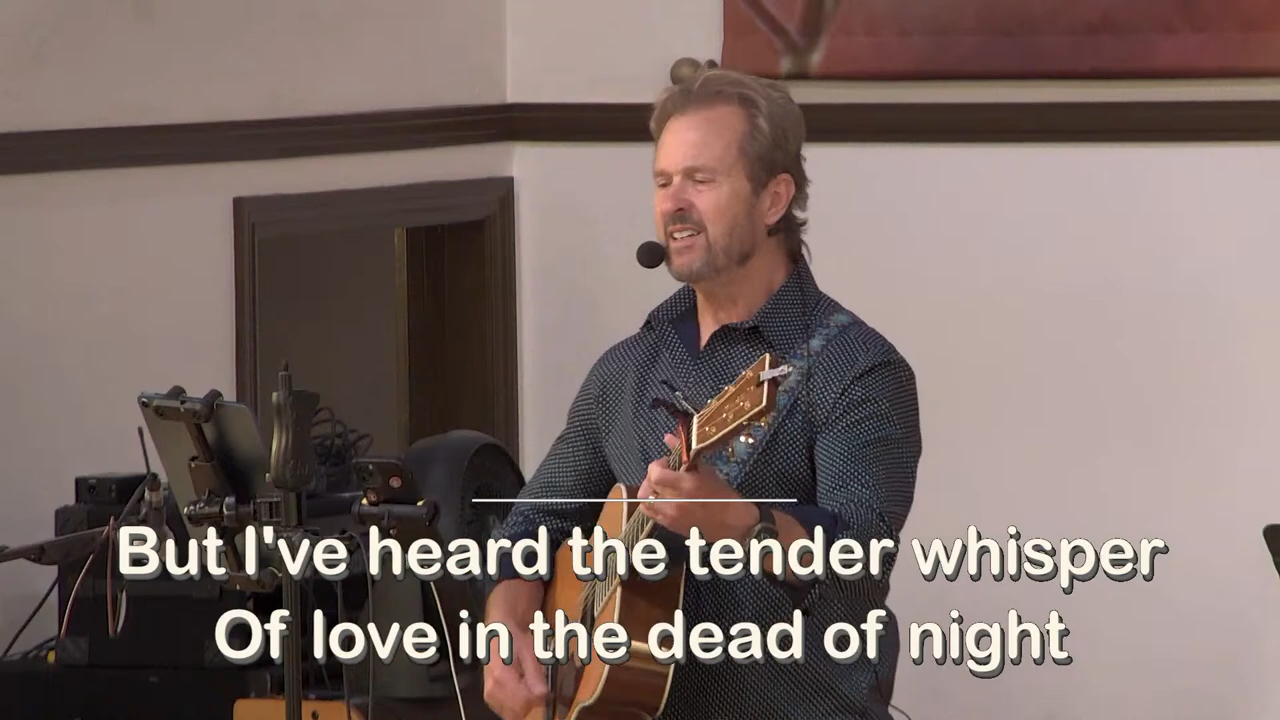 But I've heard the tender whisper
Of love in the dead of night